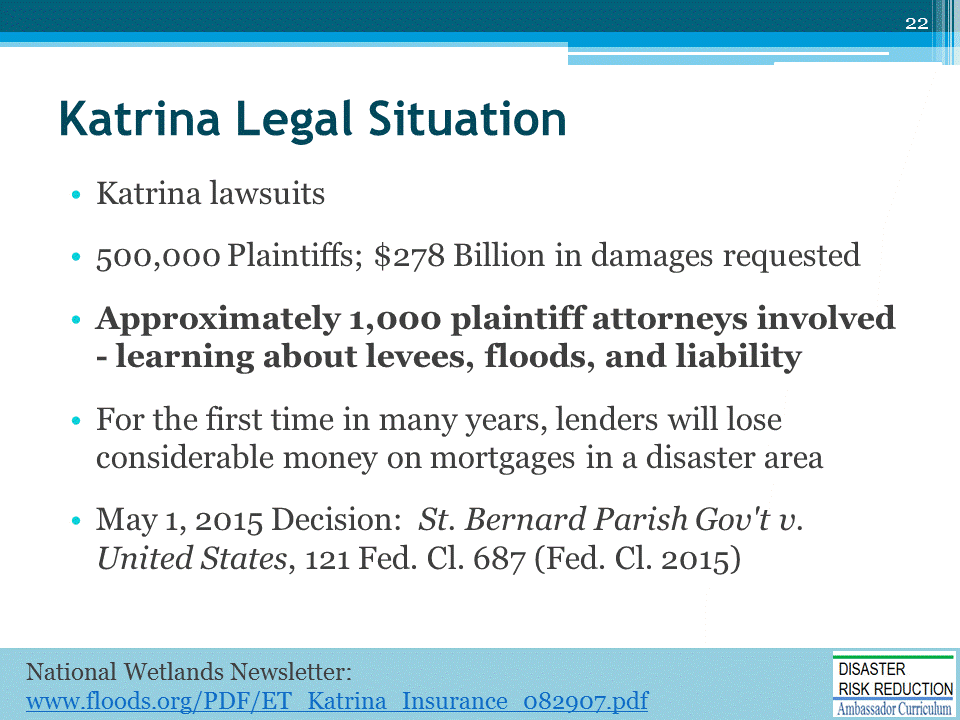 22
Katrina Legal Situation
• Katrina lawsuits
• 500,000 Plaintiffs; $278 Billion in damages requested
• Approximately 1,000 plaintiff attorneys involved
- learning about levees, floods, and liability
• For the first time in many years, lenders will lose
considerable money on mortgages in a disaster area
• May 1, 2015 Decision:  St. Bernard Parish Gov't v.
United States, 121 Fed. Cl. 687 (Fed. Cl. 2015)
National Wetlands Newsletter:
www.floods.org/PDF/ET_Katrina_Insurance_082907.pdf
DISASTER
RISK REDUCTION
Ambassador Curriculum